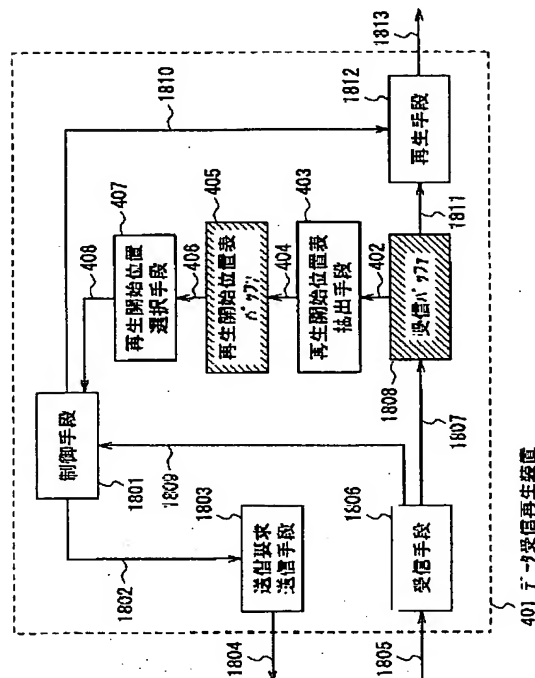 1813
1812
再生手段
1810
1811
407
408
再生開始位置
選択手段
405
406
再生開始位置表
バッファ
403
404
再生開始位置表
抽出手段
402
受信バッファ
1808
1807
制御手段
1801
1809
1802
1803
送信要求
送信手段
1806
受信手段
1804
1805
401 データ受信再生装置